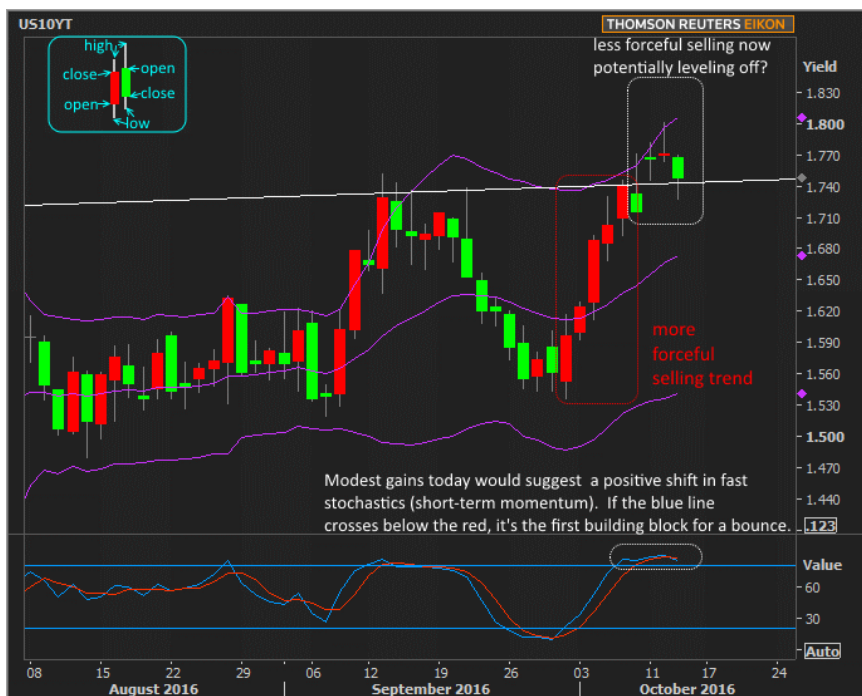 US10YT
THOMSON REUTERS EIKON
high
close
open
open
close
low
less forceful selling now
potentially leveling off?
Yield
1.830
1.800
1.770
1.740
1.710
1.680
1.650
1.620
1.590
1.560
1.530
1.500
1.470
1.440
.123
more
forceful
selling trend
Modest gains today would suggest a positive shift in fast
stochastics (short-term momentum). If the blue line
crosses below the red, it's the first building block for a bounce.
Value
60
30
Auto
08 15 22 29 06 12 19 26 03 11 17 24
August 2016 September 2016 October 2016